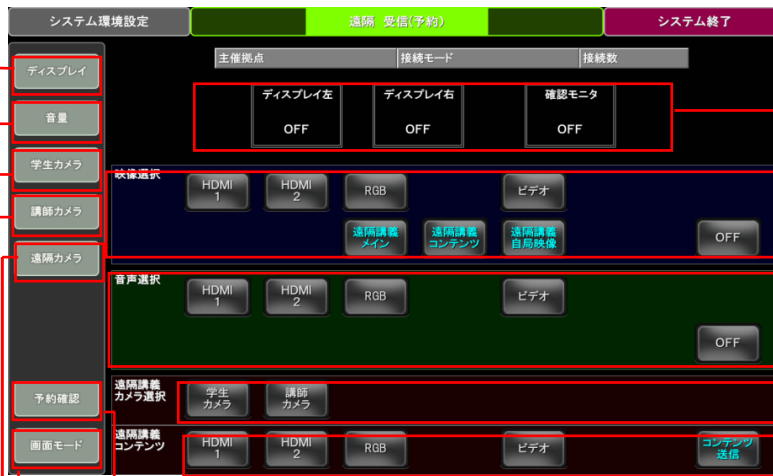 システム環境設定
遠隔 受信(予約)
システム終了
主催拠点
接続モード
接続数
ディスプレイ
音量
学生カメラ
講師カメラ
遠隔カメラ
予約確認
画面モード
ディスプレイ左
OFF
ディスプレイ右
OFF
確認モニタ
OFF
映像選択
HDMI
1
HDMI
2
RGB
ビデオ
遠隔講義
メイン
遠隔講義
コンテンツ
遠隔講義
自局映像
OFF
音声選択
HDMI
1
HDMI
2
RGB
ビデオ
OFF
遠隔講義
カメラ選択
学生
カメラ
講師
カメラ
遠隔講義
コンテンツ
HDMI
1
HDMI
2
RGB
ビデオ
コンテンツ
送信